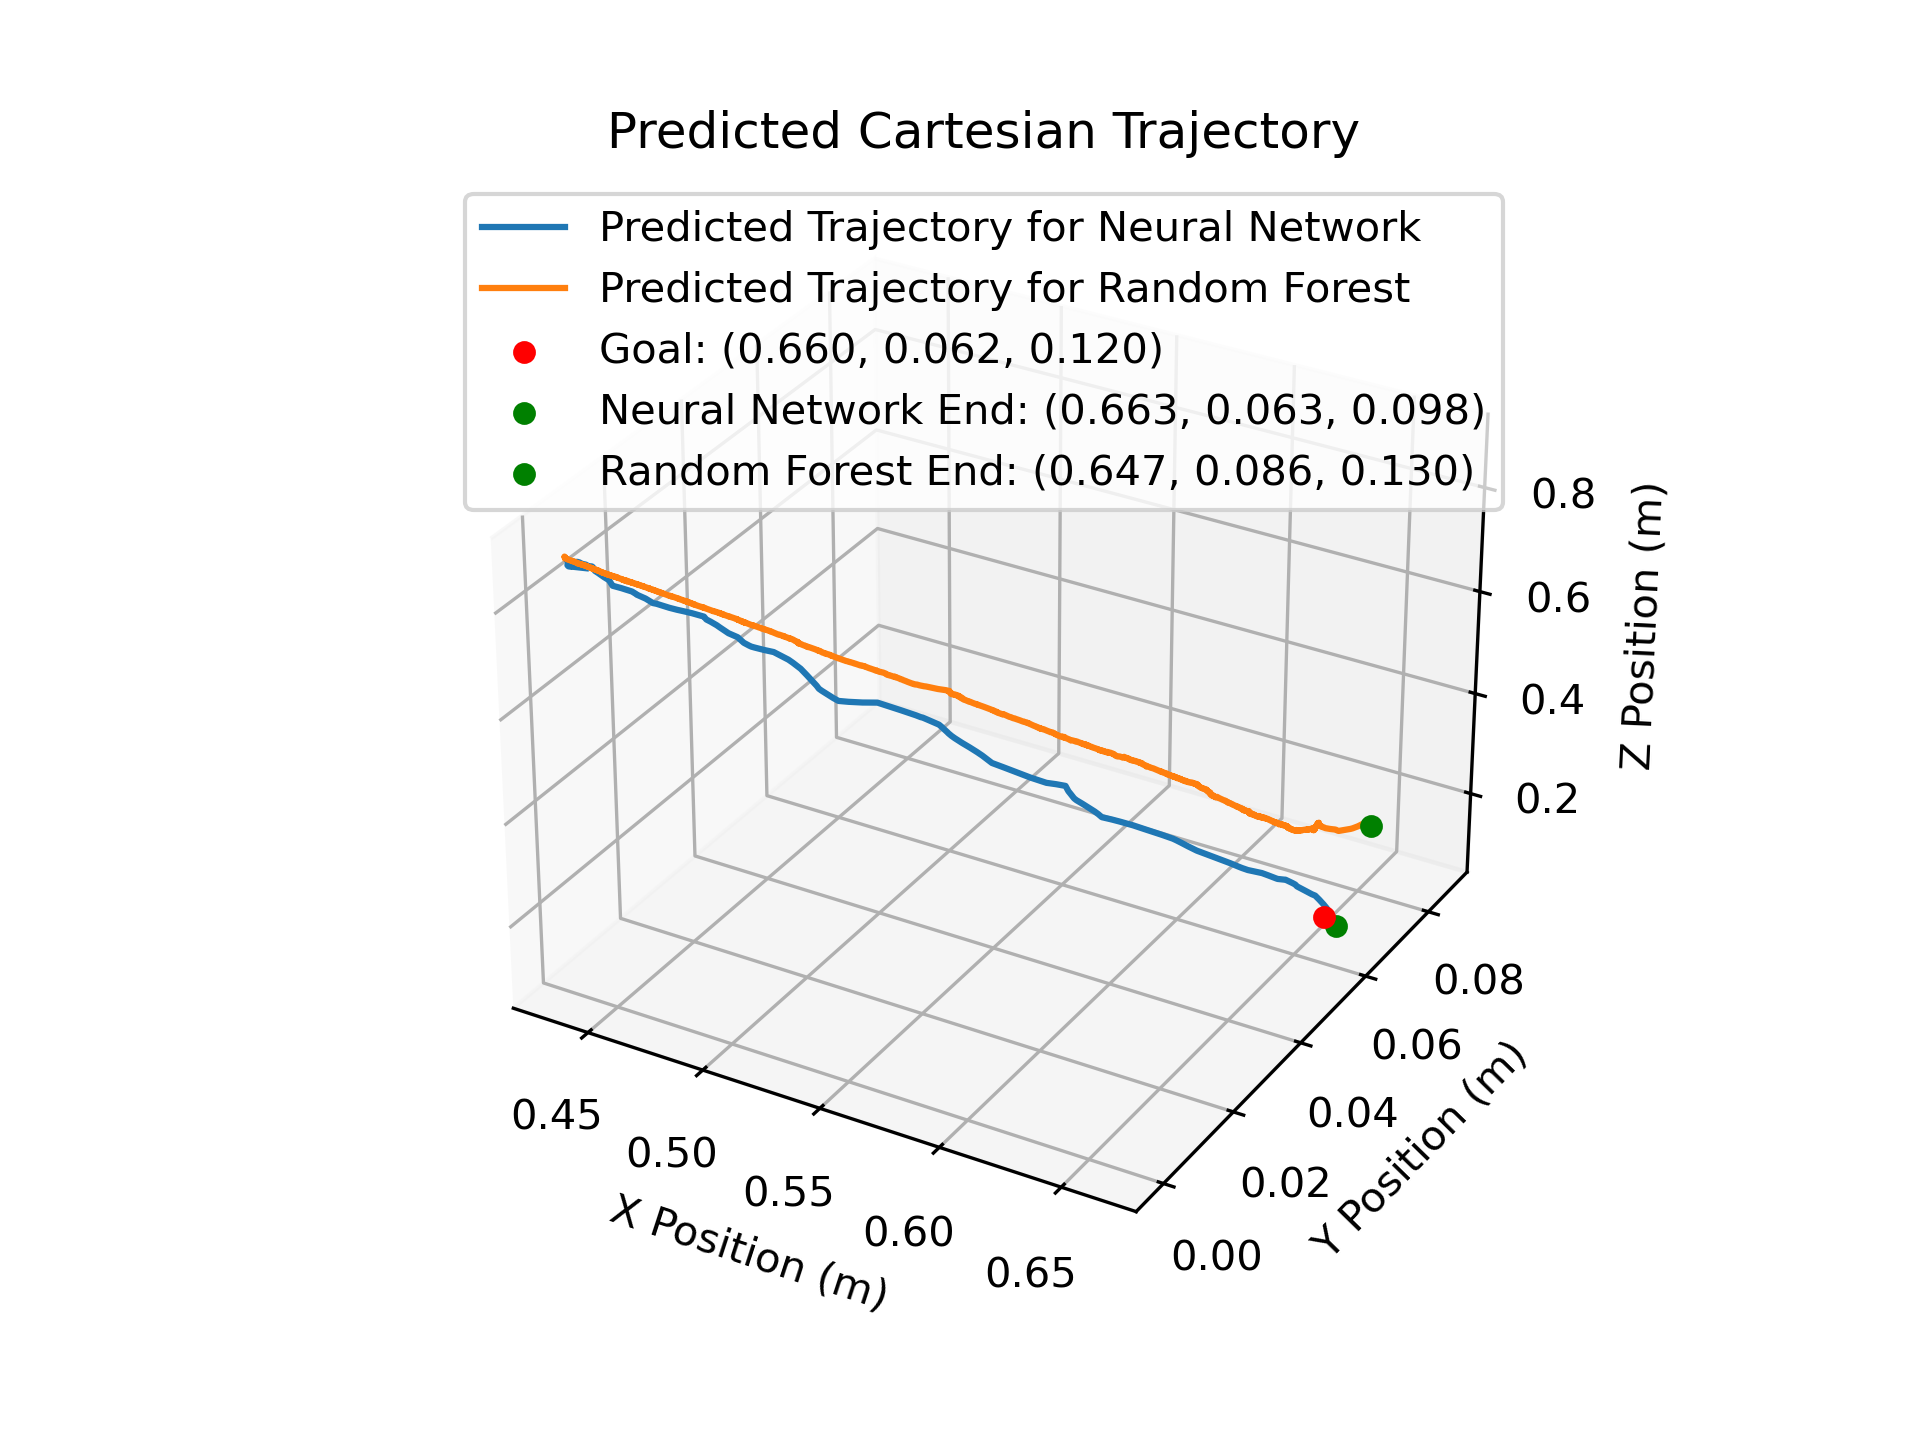 Predicted Cartesian Trajectory
Predicted Trajectory for Neural Network
Predicted Trajectory for Random Forest
Goal: (0.660, 0.062, 0.120)
Neural Network End: (0.663, 0.063, 0.098)
Random Forest End: (0.647, 0.086, 0.130)
0.8
0.6
0.4
0.2
Z Position (m)
0.08
0.06
0.04
0.02
0.00
Y Position (m)
0.45
0.50
0.55
0.60
0.65
X Position (m)